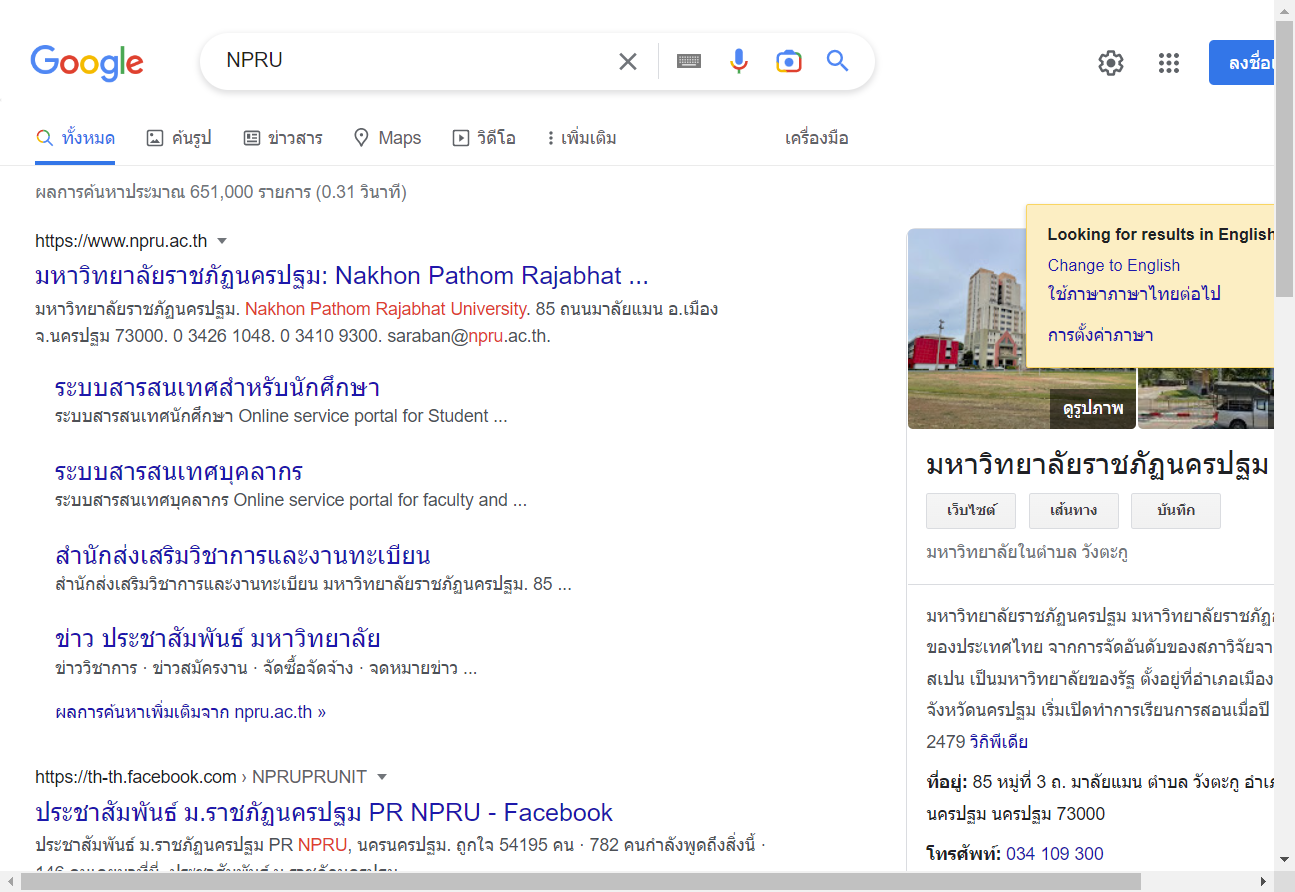 Google
NPRU
ลงชื่อ
ทั้งหมด
ค้นรูป
ข่าวสาร
Maps
วิดีโอ
เพิ่มเติม
เครื่องมือ
ผลการค้นหาประมาณ 651,000 รายการ (0.31 วินาที)
https://www.npru.ac.th
มหาวิทยาลัยราชภัฏนครปฐม: Nakhon Pathom Rajabhat ...
มหาวิทยาลัยราชภัฏนครปฐม. Nakhon Pathom Rajabhat University. 85 ถนนมาลัยแมน อ.เมือง
จ.นครปฐม 73000. 0 3426 1048. 0 3410 9300. saraban@npru.ac.th.
ระบบสารสนเทศสำหรับนักศึกษา
ระบบสารสนเทศนักศึกษา Online service portal for Student ...
ระบบสารสนเทศบุคลากร
ระบบสารสนเทศบุคลากร Online service portal for faculty and ...
สำนักส่งเสริมวิชาการและงานทะเบียน
สำนักส่งเสริมวิชาการและงานทะเบียน มหาวิทยาลัยราชภัฏนครปฐม. 85 ...
ข่าว ประชาสัมพันธ์ มหาวิทยาลัย
ข่าววิชาการ · ข่าวสมัครงาน · จัดซื้อจัดจ้าง · จดหมายข่าว ...
ผลการค้นหาเพิ่มเติมจาก npru.ac.th »
https://th-th.facebook.com › NPRUPRUNIT
ประชาสัมพันธ์ ม.ราชภัฏนครปฐม PR NPRU - Facebook
ประชาสัมพันธ์ ม.ราชภัฏนครปฐม PR NPRU, นครนครปฐม. ถูกใจ 54195 คน · 782 คนกำลังพูดถึงสิ่งนี้ ·
Looking for results in English
Change to English
ใช้ภาษาภาษาไทยต่อไป
การตั้งค่าภาษา
ดูรูปภาพ
มหาวิทยาลัยราชภัฏนครปฐม
เว็บไซต์
เส้นทาง
บันทึก
มหาวิทยาลัยในตำบล วังตะกู
มหาวิทยาลัยราชภัฏนครปฐม มหาวิทยาลัยราชภัฏ
ของประเทศไทย จากการจัดอันดับของสภาวิจัยจา
สเปน เป็นมหาวิทยาลัยของรัฐ ตั้งอยู่ที่อำเภอเมือง
จังหวัดนครปฐม เริ่มเปิดทำการเรียนการสอนเมื่อปี
2479 วิกิพีเดีย
ที่อยู่: 85 หมู่ที่ 3 ถ. มาลัยแมน ตำบล วังตะกู อำเภ
นครปฐม นครปฐม 73000
โทรศัพท์: 034 109 300